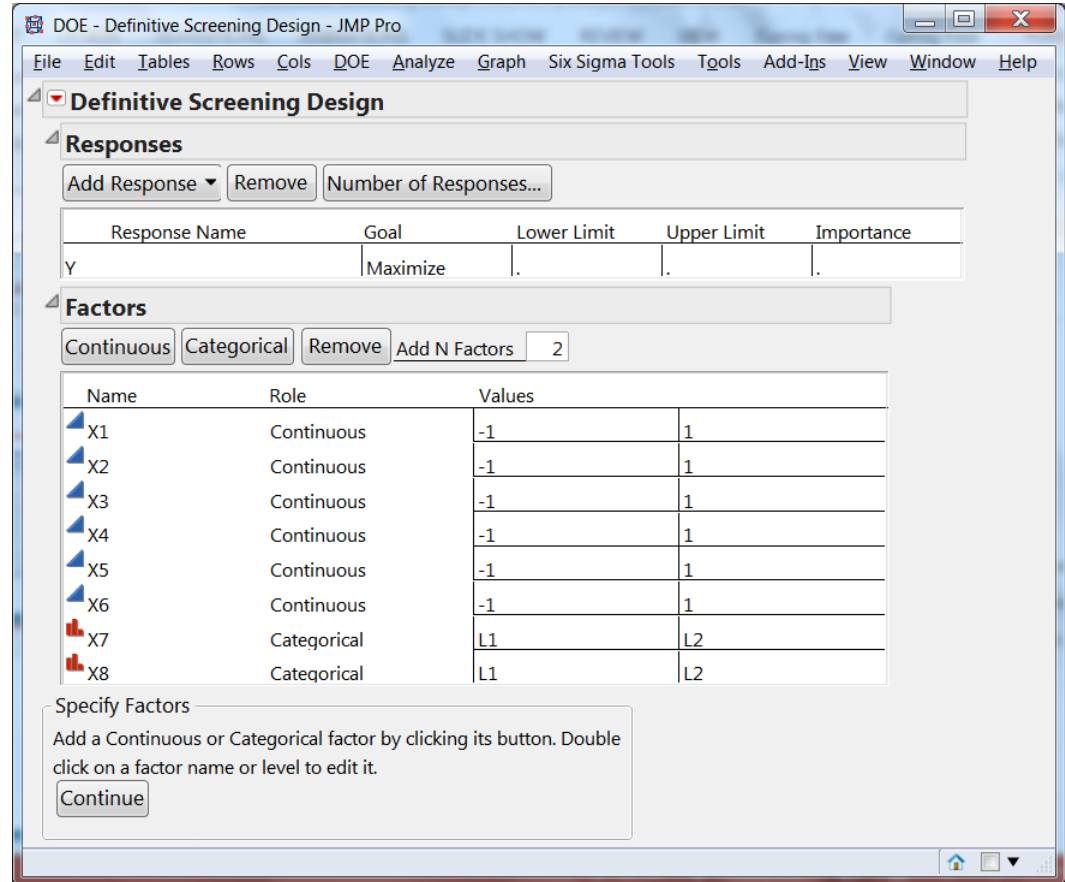 DOE - Definitive Screening Design - JMP Pro
File Edit Tables Rows Cols DOE Analyze Graph Six Sigma Tools Tools Add-Ins View Window Help
Definitive Screening Design
Responses
Add Response Remove Number of Responses...
Response Name Goal Lower Limit Upper Limit Importance
Y Maximize . . .
Factors
Continuous Categorical Remove Add N Factors 2
Name Role Values
X1 Continuous -1 1
X2 Continuous -1 1
X3 Continuous -1 1
X4 Continuous -1 1
X5 Continuous -1 1
X6 Continuous -1 1
X7 Categorical L1 L2
X8 Categorical L1 L2
Specify Factors
Add a Continuous or Categorical factor by clicking its button. Double
click on a factor name or level to edit it.
Continue